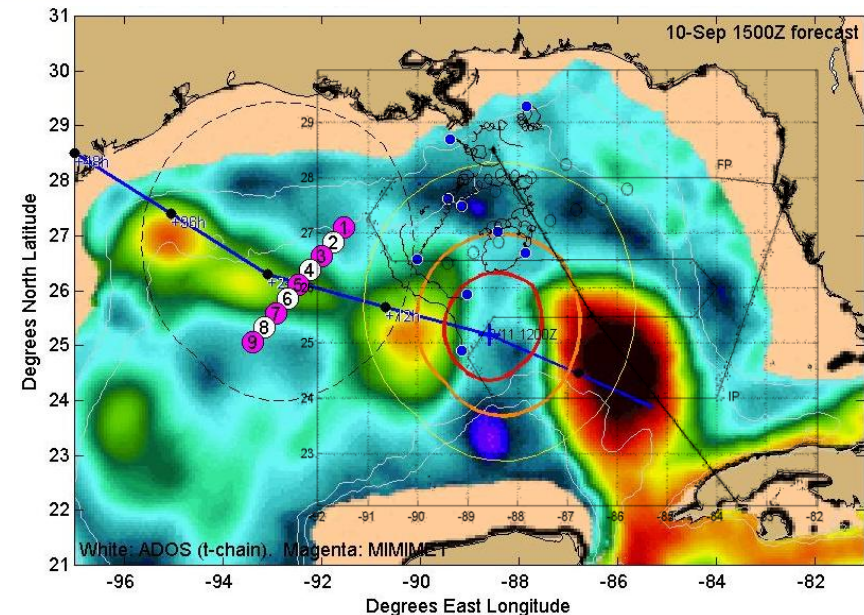 10-Sep 1500Z forecast
31
30
29
28
27
26
25
24
23
22
21
Degrees North Latitude
+48h
+36h
+12h
9/11 1200Z
1
2
3
4
5
6
7
8
9
FP
IP
29
28
27
26
25
24
23
-92 -91 -90 -89 -88 -87 -86 -85 -84 -83 -82
White: ADOS (t-chain). Magenta: MIMIMET
-96 -94 -92 -90 -88 -86 -84 -82
Degrees East Longitude